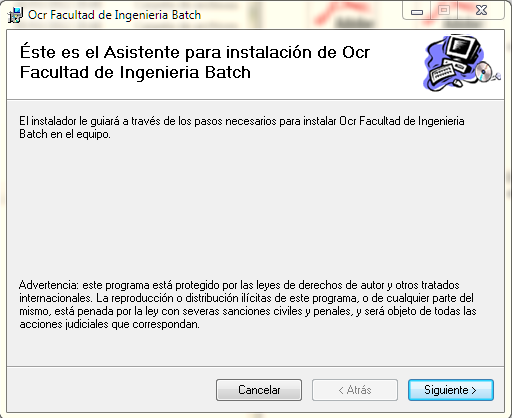 Ocr Facultad de Ingenieria Batch
Éste es el Asistente para instalación de Ocr
Facultad de Ingenieria Batch
El instalador le guiará a través de los pasos necesarios para instalar Ocr Facultad de Ingenieria
Batch en el equipo.
Advertencia: este programa está protegido por las leyes de derechos de autor y otros tratados
internacionales. La reproducción o distribución ilícitas de este programa, o de cualquier parte del
mismo, está penada por la ley con severas sanciones civiles y penales, y será objeto de todas las
acciones judiciales que correspondan.
Cancelar
< Atrás
Siguiente >